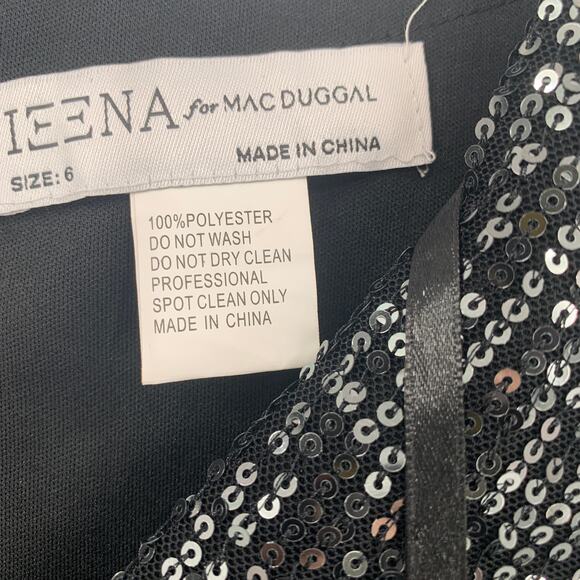 IEENA for MAC DUGGAL
MADE IN CHINA
SIZE: 6
100%POLYESTER
DO NOT WASH
DO NOT DRY CLEAN
PROFESSIONAL
SPOT CLEAN ONLY
MADE IN CHINA